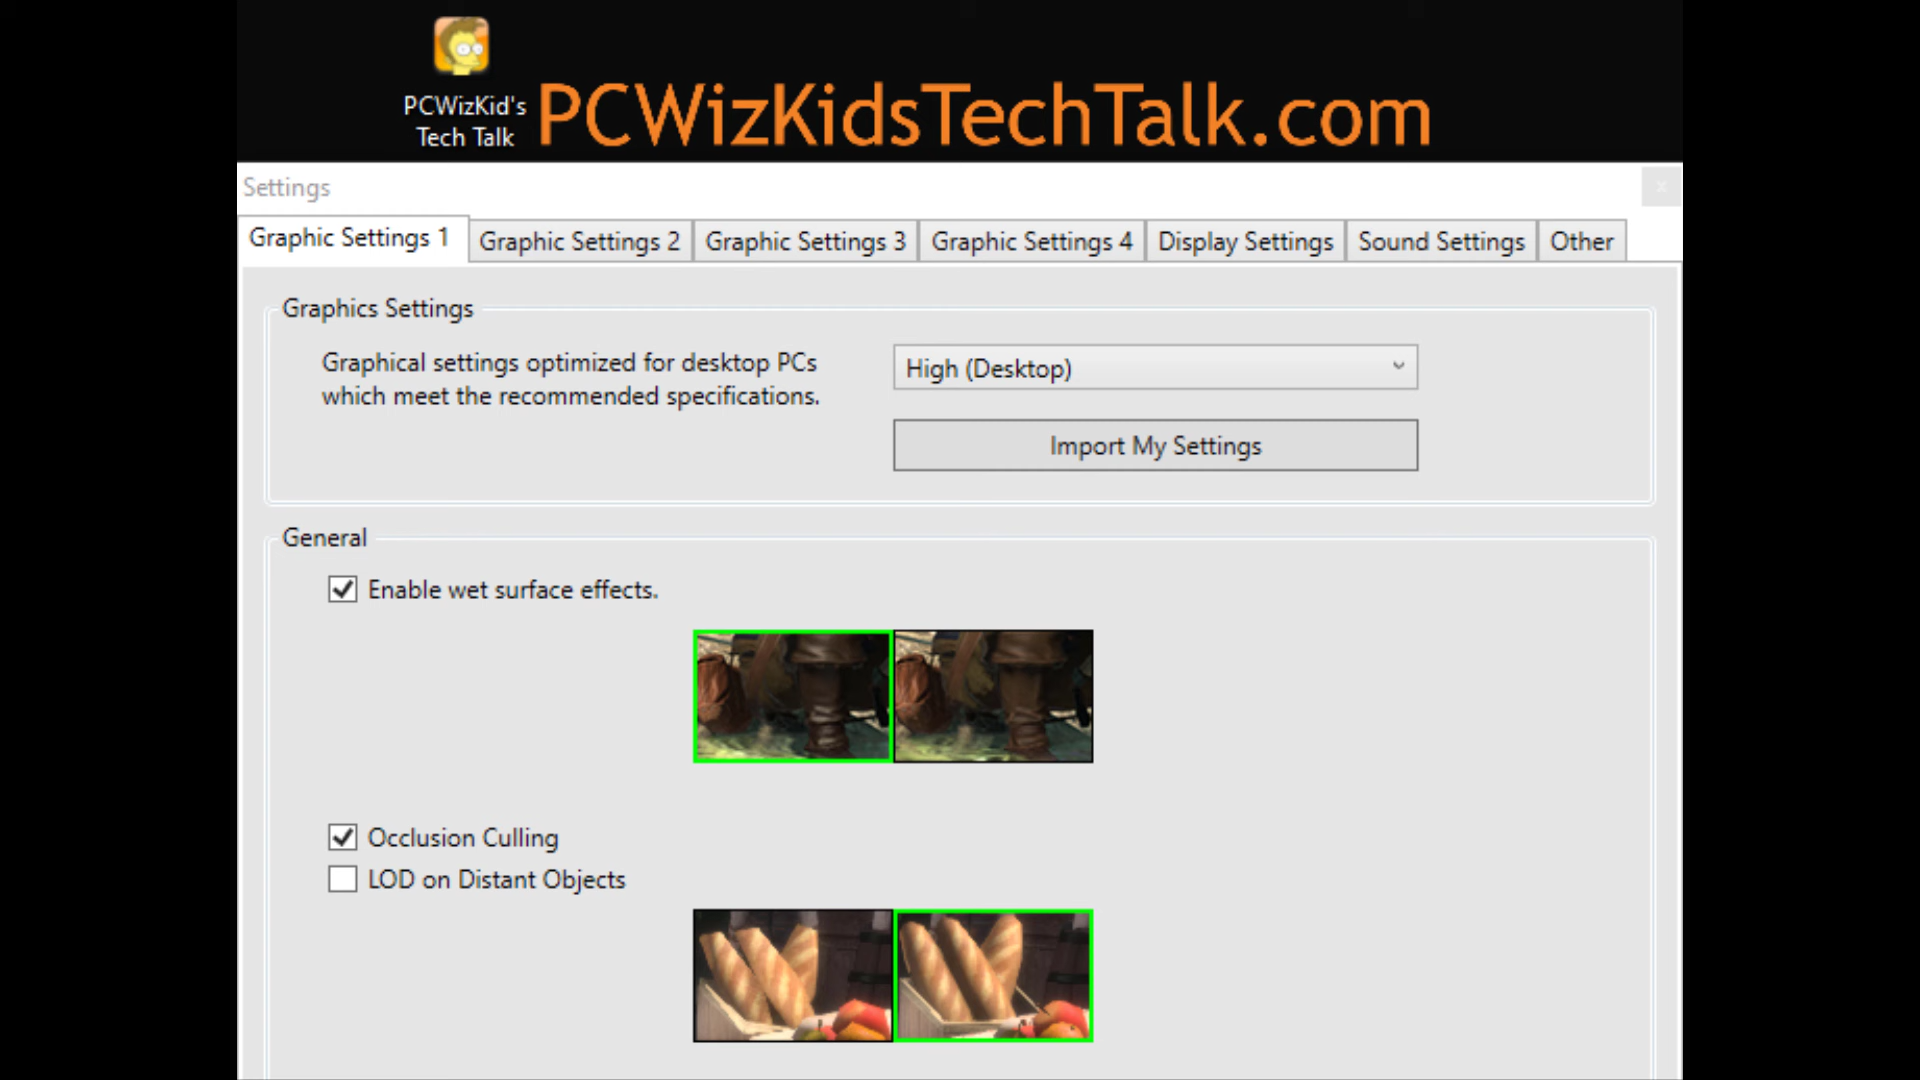 PCWizKid's
Tech Talk
PCWizKidsTechTalk.com
Settings
x
Graphic Settings 1
Graphic Settings 2
Graphic Settings 3
Graphic Settings 4
Display Settings
Sound Settings
Other
Graphics Settings
Graphical settings optimized for desktop PCs
which meet the recommended specifications.
High (Desktop)
Import My Settings
General
Enable wet surface effects.
Occlusion Culling
LOD on Distant Objects